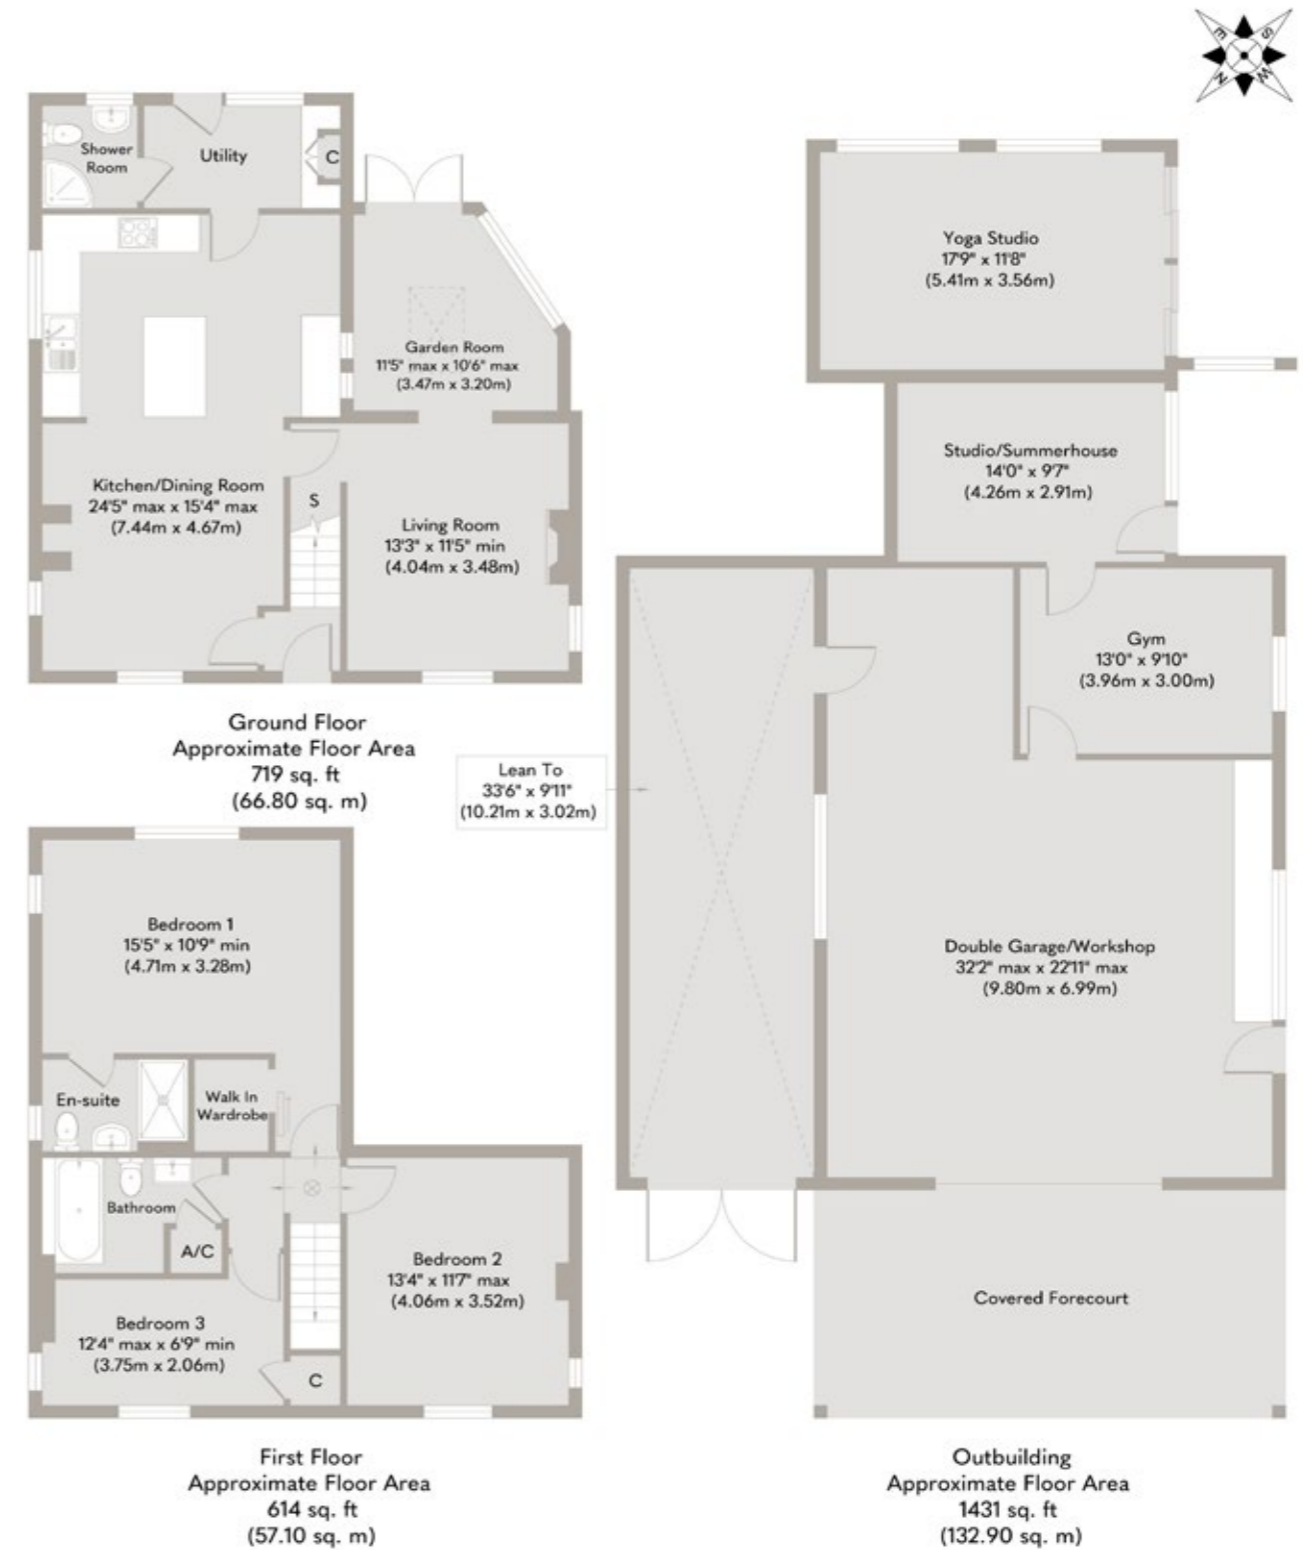 E
S
N
W
Shower
Room
Utility
C
Garden Room
11'5" max x 10'6" max
(3.47m x 3.20m)
Kitchen/Dining Room
24'5" max x 15'4" max
(7.44m x 4.67m)
S
Living Room
13'3" x 11'5" min
(4.04m x 3.48m)
Ground Floor
Approximate Floor Area
719 sq. ft
(66.80 sq. m)
Bedroom 1
15'5" x 10'9" min
(4.71m x 3.28m)
En-suite
Walk In
Wardrobe
Bathroom
A/C
Bedroom 2
13'4" x 11'7" max
(4.06m x 3.52m)
Bedroom 3
12'4" max x 6'9" min
(3.75m x 2.06m)
C
First Floor
Approximate Floor Area
614 sq. ft
(57.10 sq. m)
Yoga Studio
17'9" x 11'8"
(5.41m x 3.56m)
Studio/Summerhouse
14'0" x 9'7"
(4.26m x 2.91m)
Gym
13'0" x 9'10"
(3.96m x 3.00m)
Lean To
33'6" x 9'11"
(10.21m x 3.02m)
Double Garage/Workshop
32'2" max x 22'11" max
(9.80m x 6.99m)
Covered Forecourt
Outbuilding
Approximate Floor Area
1431 sq. ft
(132.90 sq. m)